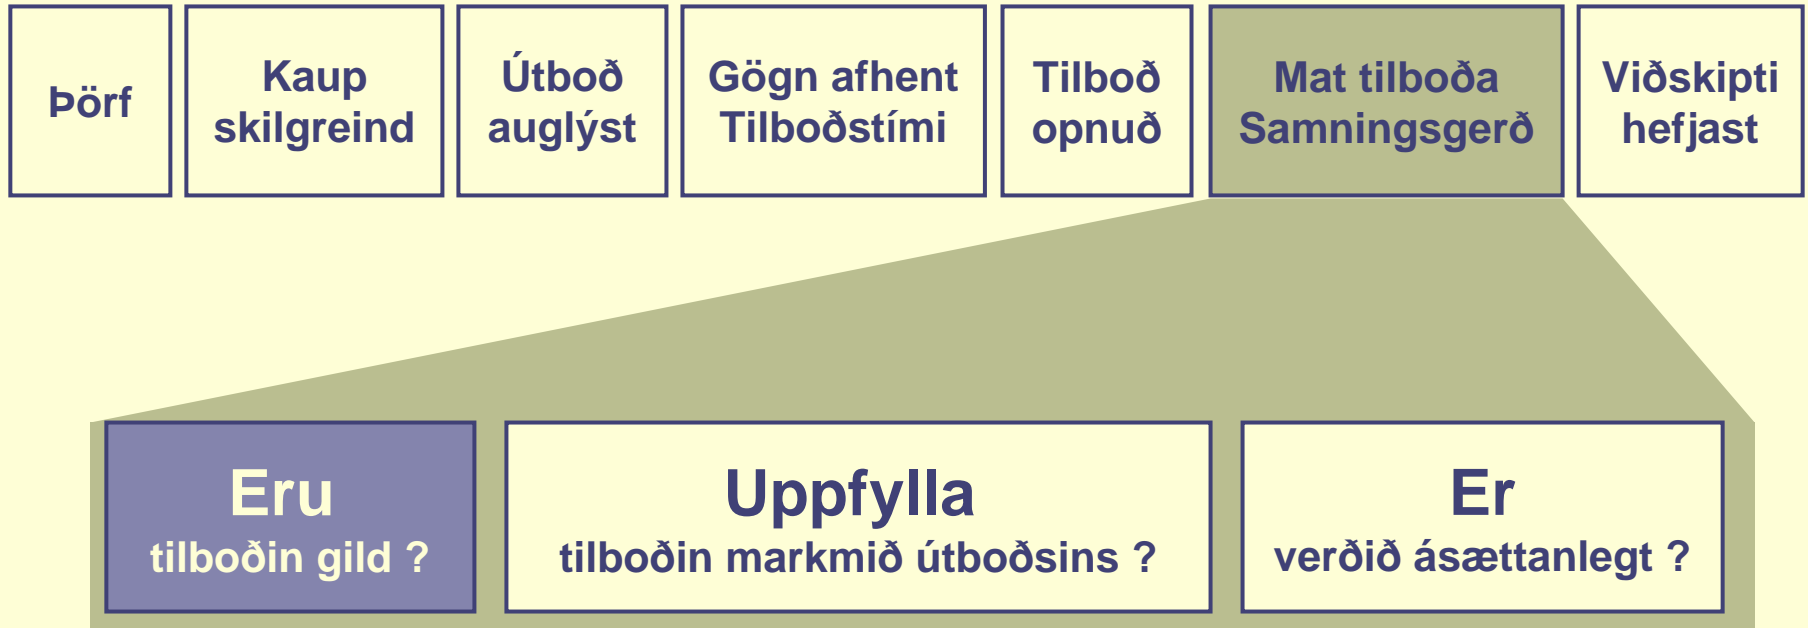 Þörf
Kaup
skilgreind
Útboð
auglýst
Gögn afhent
Tilboðstími
Tilboð
opnuð
Mat tilboða
Samningsgerð
Viðskipti
hefjast
Eru
tilboðin gild ?
Uppfylla
tilboðin markmið útboðsins ?
Er
verðið ásættanlegt ?